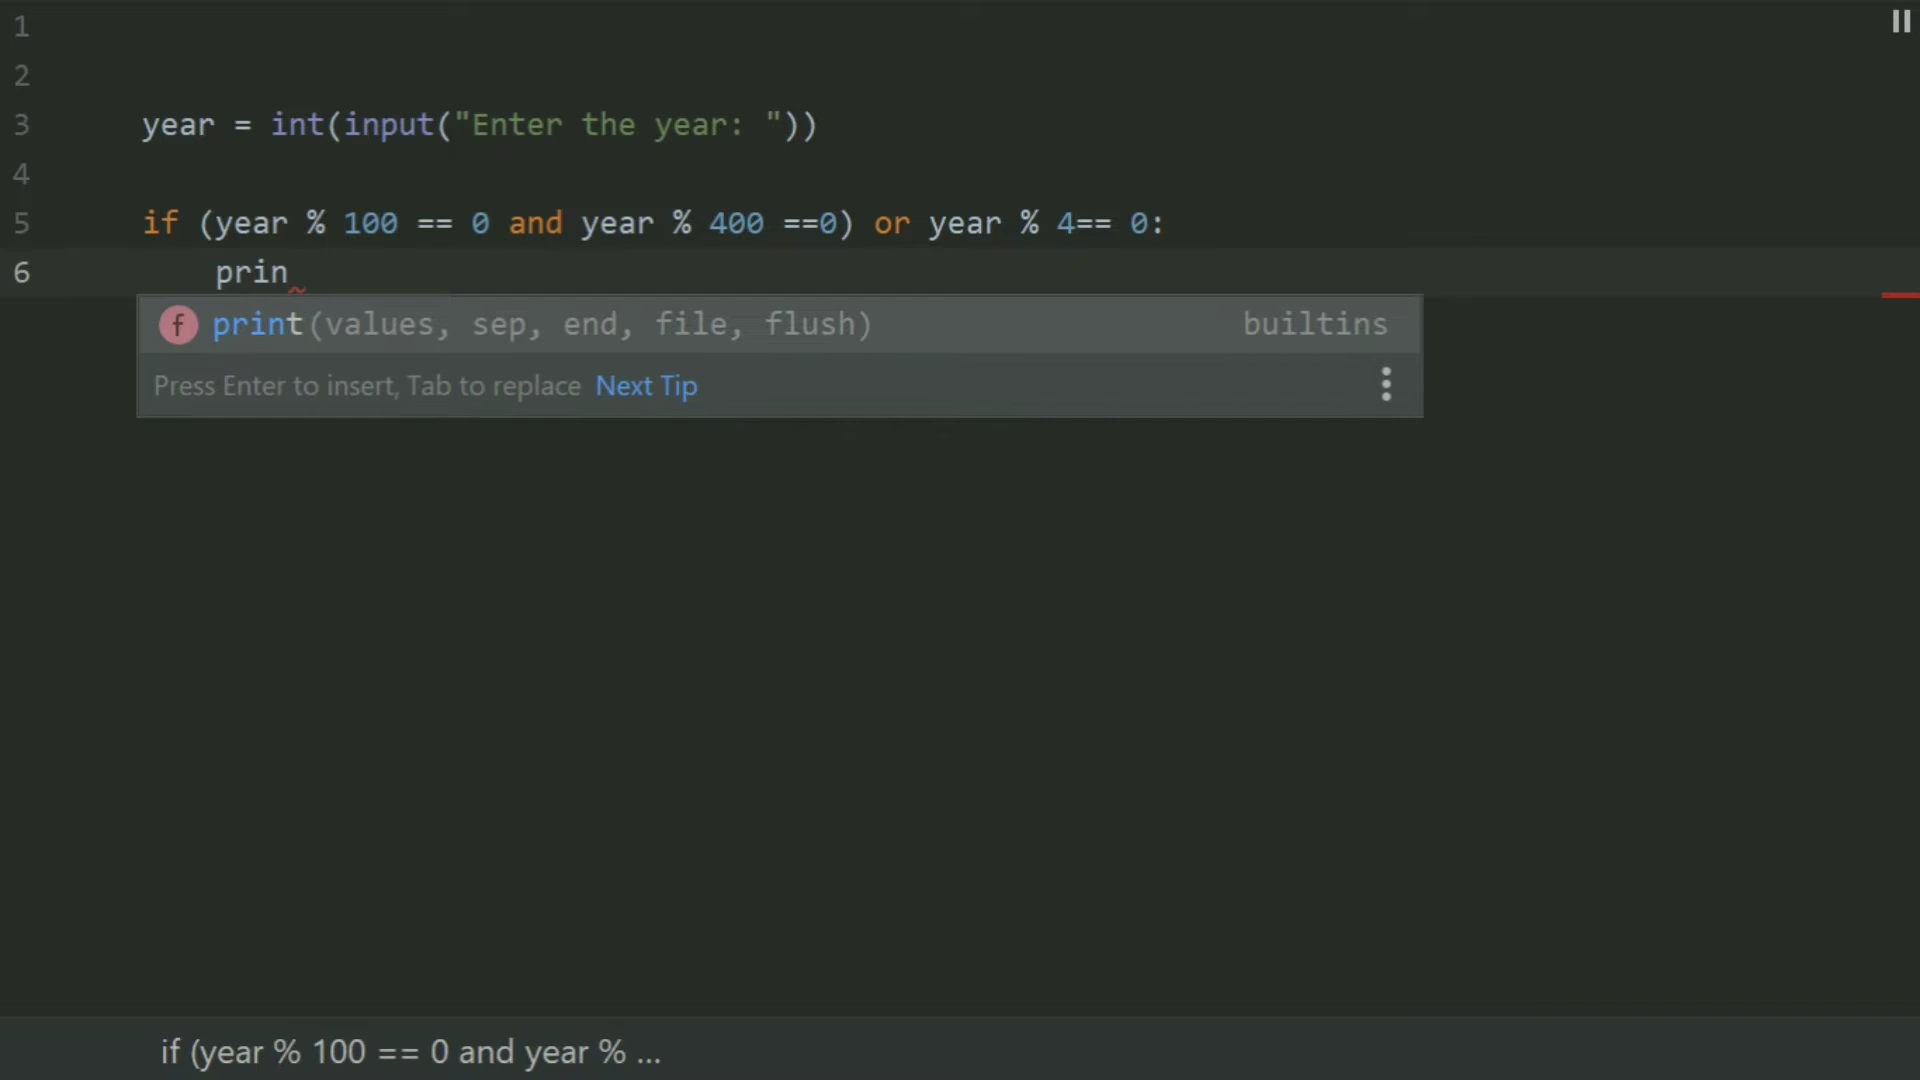 1
2
3 year = int(input("Enter the year: "))
4
5 if (year % 100 == 0 and year % 400 ==0) or year % 4== 0:
6 prin
f print(values, sep, end, file, flush) builtins
Press Enter to insert, Tab to replace Next Tip
if (year % 100 == 0 and year % ...